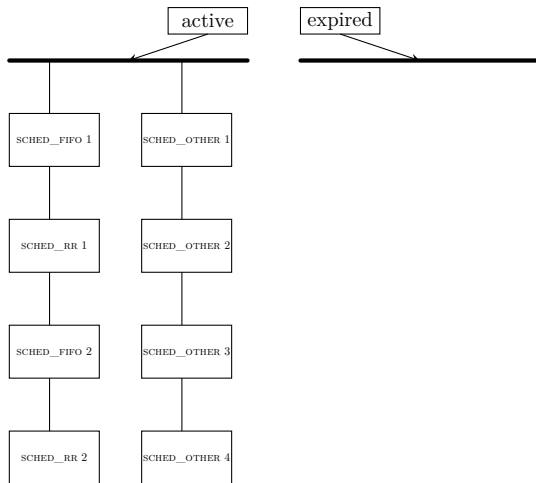 active
expired
SCHED_FIFO 1
SCHED_OTHER 1
SCHED_RR 1
SCHED_OTHER 2
SCHED_FIFO 2
SCHED_OTHER 3
SCHED_RR 2
SCHED_OTHER 4